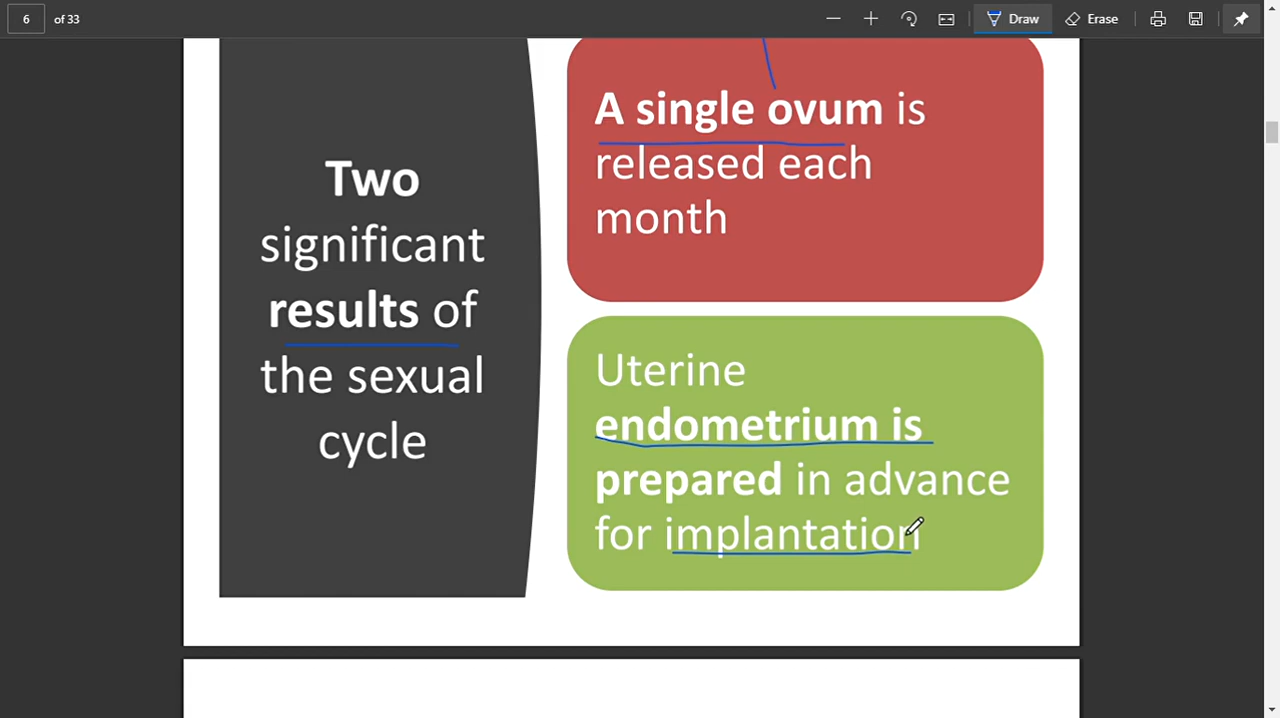 6 of 33
Draw
Erase
Two
significant
results of
the sexual
cycle
A single ovum is
released each
month
Uterine
endometrium is
prepared in advance
for implantation